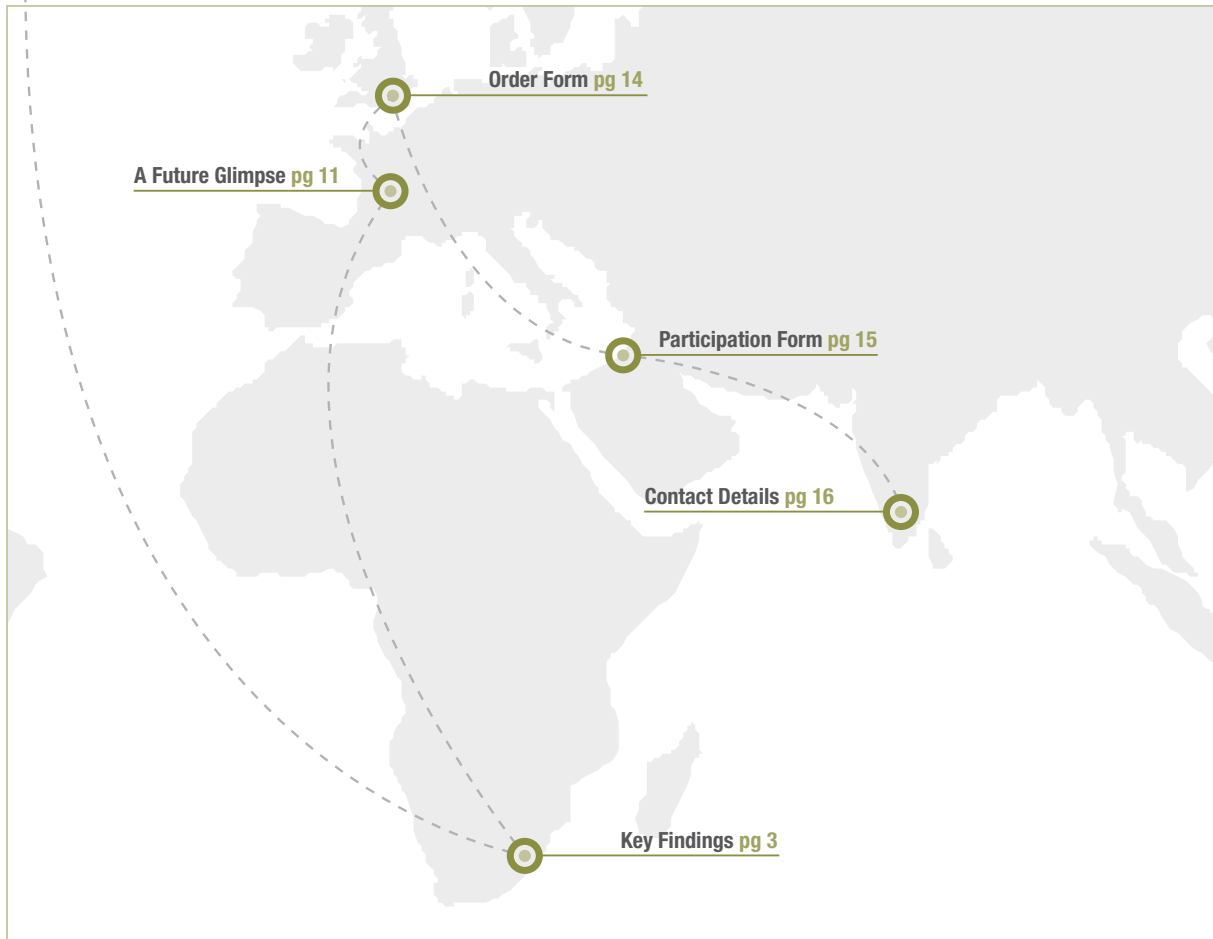 Order Form pg 14
A Future Glimpse pg 11
Participation Form pg 15
Contact Details pg 16
Key Findings pg 3